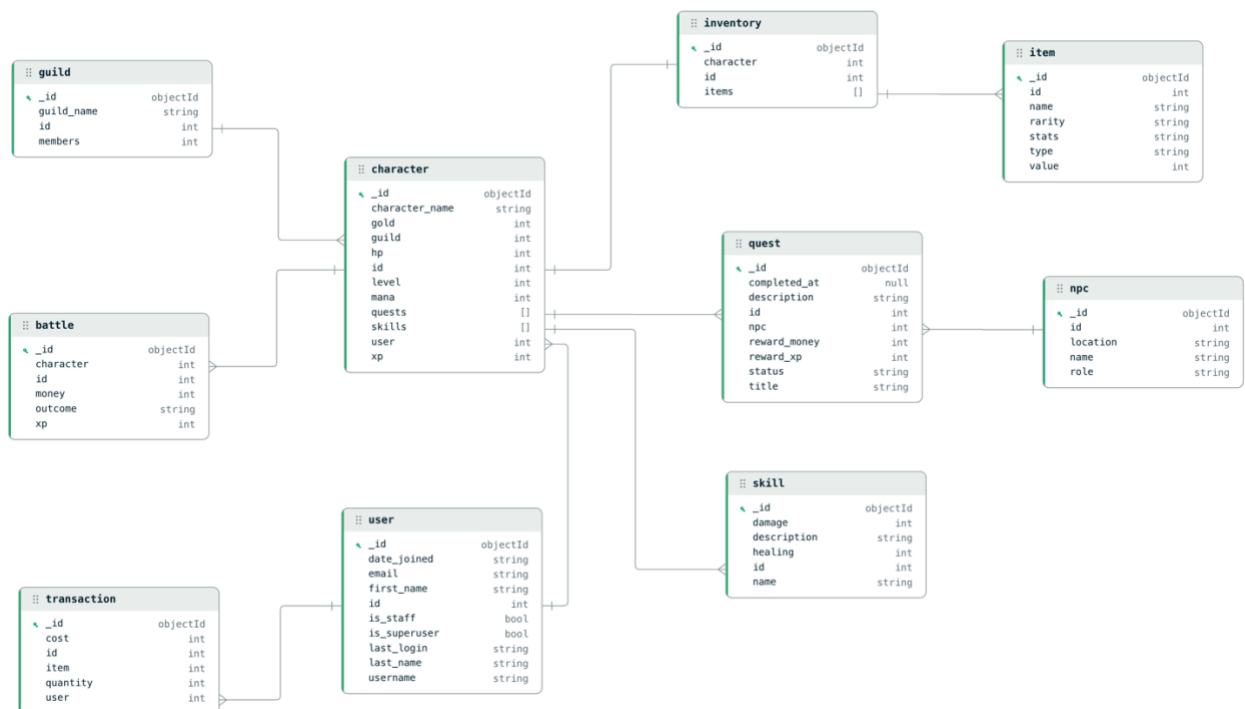 inventory
_id objectId
character int
id int
items []
item
_id objectId
id int
name string
rarity string
stats string
type string
value int
guild
_id objectId
guild_name string
id int
members int
character
_id objectId
character_name string
gold int
guild int
hp int
id int
level int
mana int
quests []
skills []
user int
xp int
quest
_id objectId
completed_at null
description string
id int
npc int
reward_money int
reward_xp int
status string
title string
npc
_id objectId
id int
location string
name string
role string
battle
_id objectId
character int
id int
money int
outcome string
xp int
skill
_id objectId
damage int
description string
healing int
id int
name string
user
_id objectId
date_joined string
email string
first_name string
id int
is_staff bool
is_superuser bool
last_login string
last_name string
username string
transaction
_id objectId
cost int
id int
item int
quantity int
user int